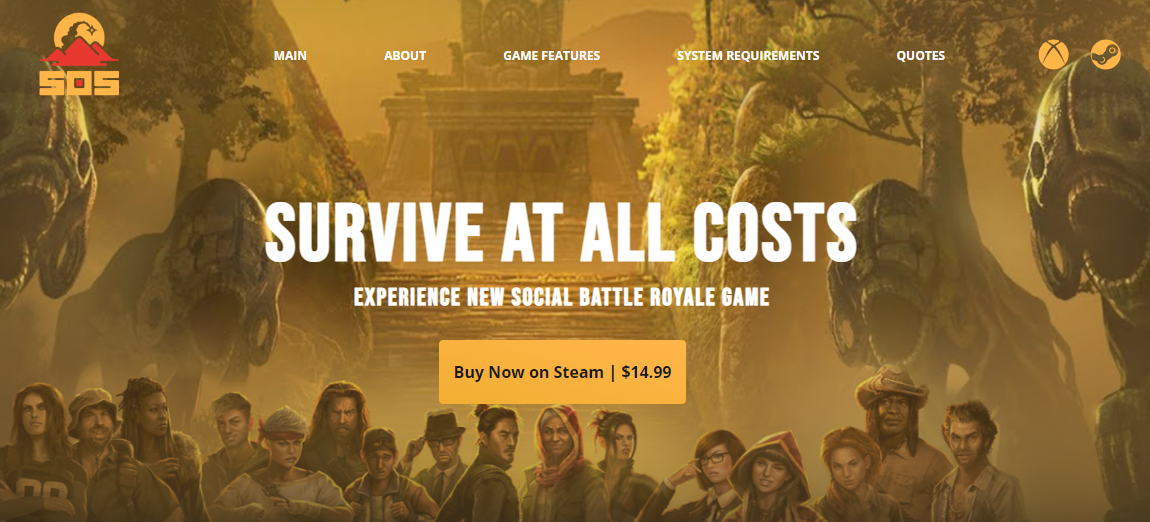 SOS
MAIN
ABOUT
GAME FEATURES
SYSTEM REQUIREMENTS
QUOTES
SURVIVE AT ALL COSTS
EXPERIENCE NEW SOCIAL BATTLE ROYALE GAME
Buy Now on Steam | $14.99